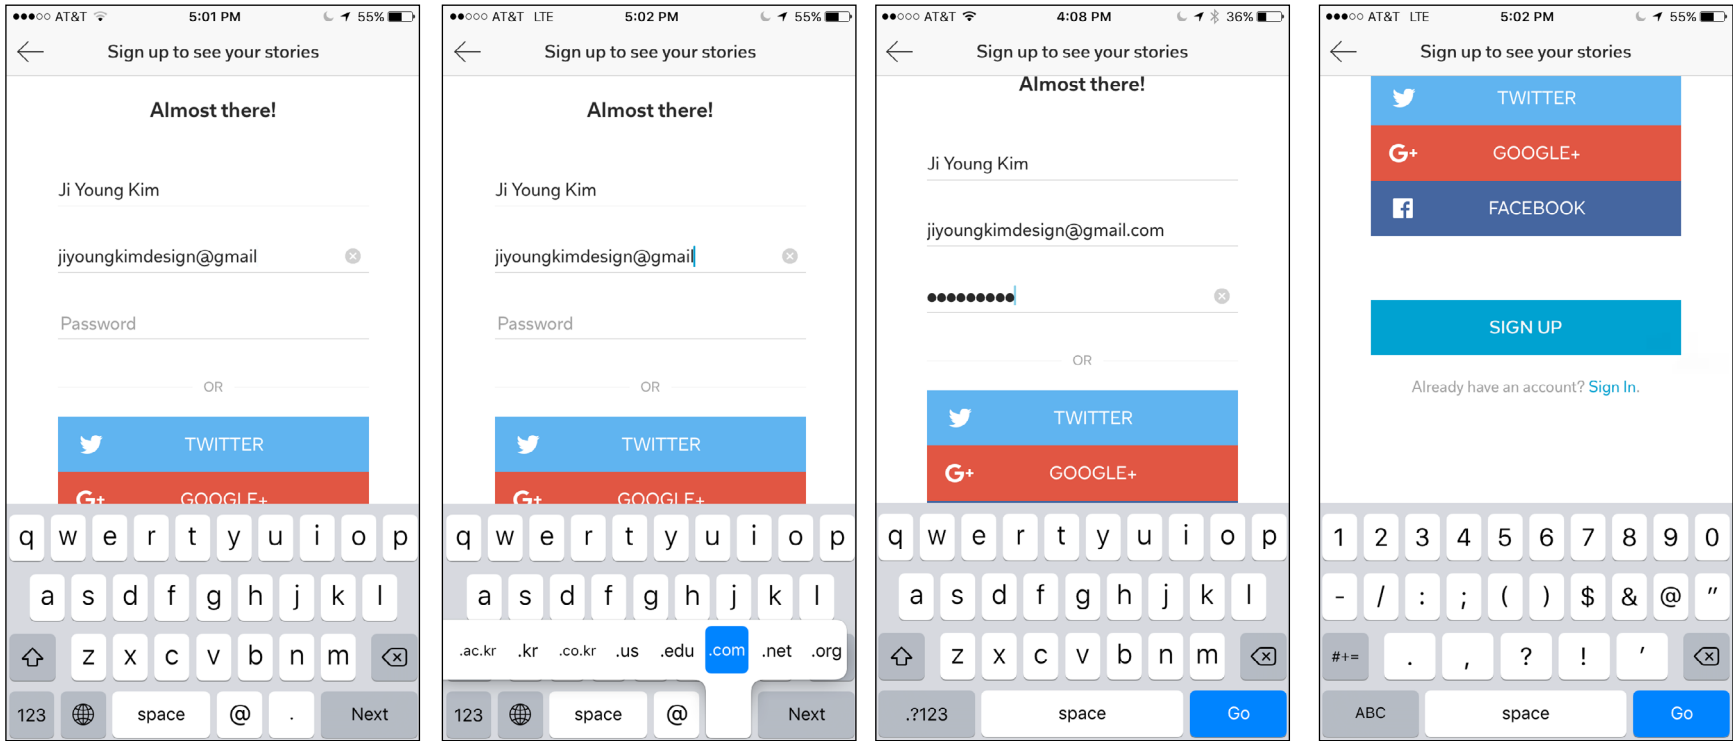 AT&T 5:01 PM 55%
Sign up to see your stories
Almost there!
Ji Young Kim
jiyoungkimdesign@gmail
Password
OR
TWITTER
G+ GOOGLE+
q w e r t y u i o p
a s d f g h j k l
z x c v b n m
123 space @ . Next
AT&T LTE 5:02 PM 55%
Sign up to see your stories
Almost there!
Ji Young Kim
jiyoungkimdesign@gmail
Password
OR
TWITTER
G+ GOOGLE+
q w e r t y u i o p
a s d f g h j k l
.ac.kr .kr .co.kr .us .edu .com .net .org
123 space @ Next
AT&T 4:08 PM 36%
Sign up to see your stories
Almost there!
Ji Young Kim
jiyoungkimdesign@gmail.com
●●●●●●●●●
OR
TWITTER
G+ GOOGLE+
q w e r t y u i o p
a s d f g h j k l
z x c v b n m
.?123 space Go
AT&T LTE 5:02 PM 55%
Sign up to see your stories
TWITTER
G+ GOOGLE+
f FACEBOOK
SIGN UP
Already have an account? Sign In.
1 2 3 4 5 6 7 8 9 0
- / : ; ( ) $ & @ "
#+= . , ? ! '
ABC space Go